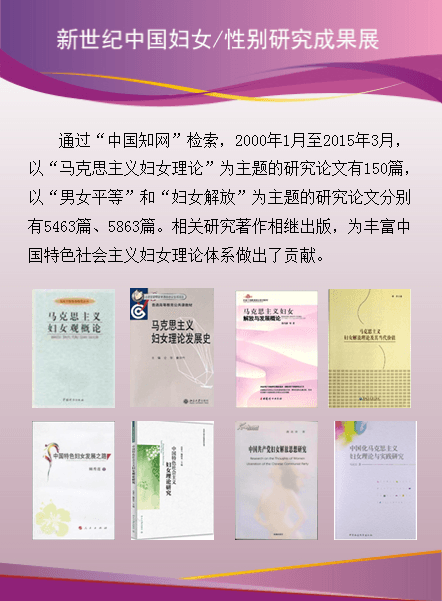 新世纪中国妇女/性别研究成果展
通过“中国知网”检索，2000年1月至2015年3月，
以“马克思主义妇女理论”为主题的研究论文有150篇，
以“男女平等”和“妇女解放”为主题的研究论文分别
有5463篇、5863篇。相关研究著作相继出版，为丰富中
国特色社会主义妇女理论体系做出了贡献。
马克思主义
妇女观概论
马克思主义
妇女理论发展史
马克思主义妇女
解放与发展概论
马克思主义
妇女解放理论及其当代价值
中国特色妇女发展之路
中国特色社会主义
妇女理论研究
中国共产党妇女解放思想研究
中国化马克思主义
妇女理论与实践研究